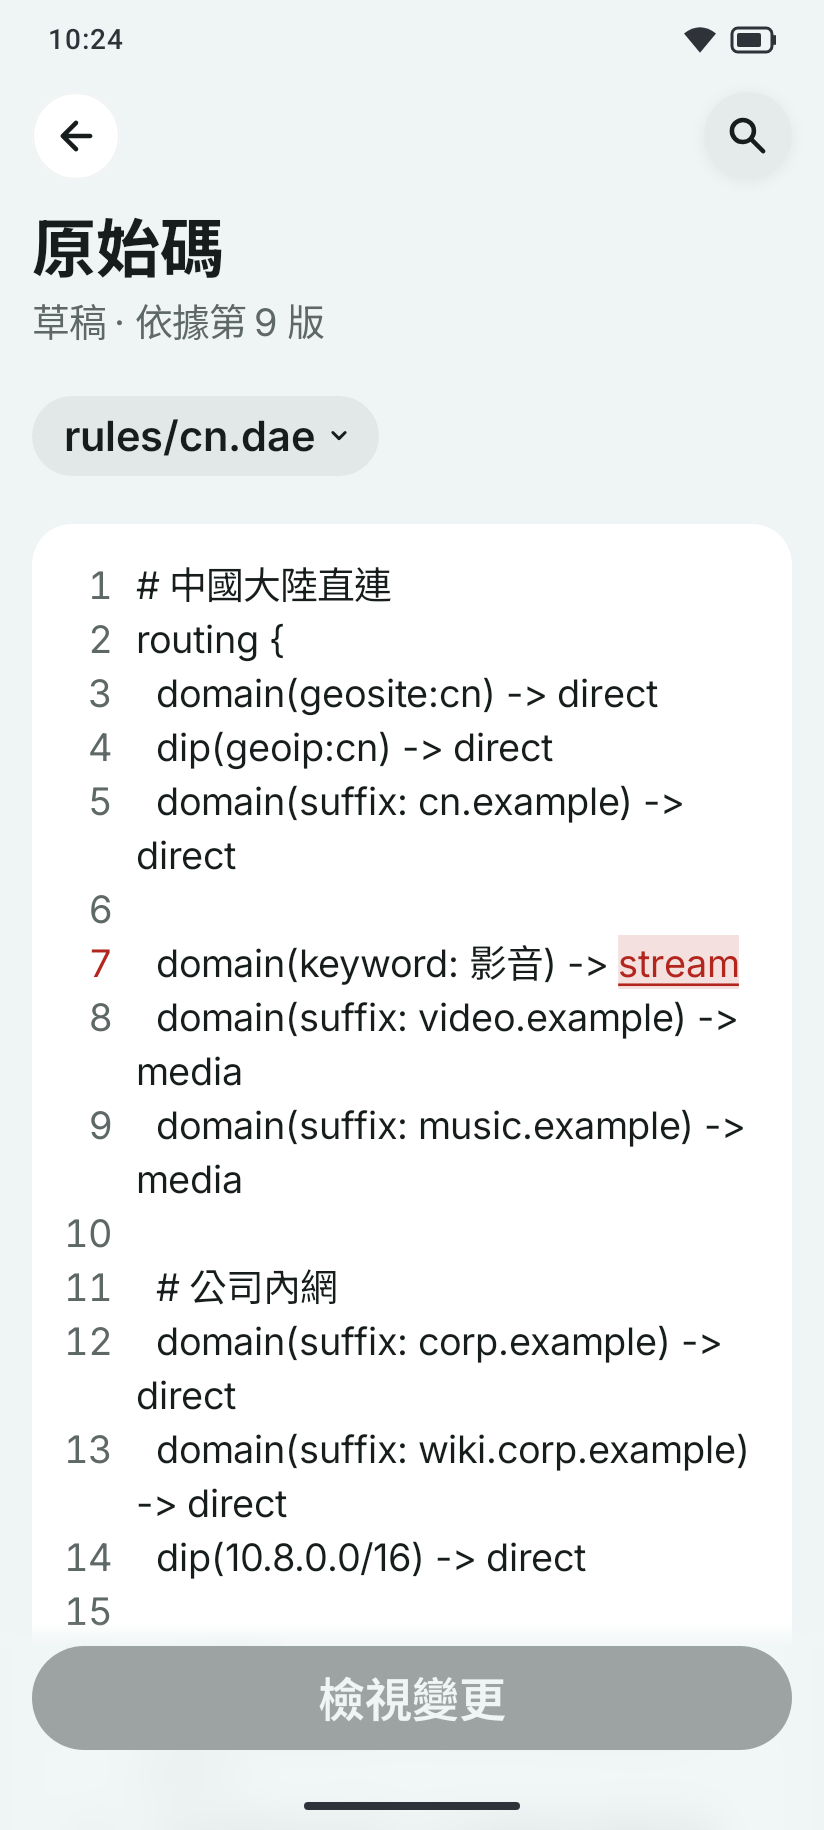 10:24
原始碼
草稿 · 依據第 9 版
rules/cn.dae
1 # 中國大陸直連
2 routing {
3 domain(geosite:cn) -> direct
4 dip(geoip:cn) -> direct
5 domain(suffix: cn.example) ->
direct
6
7 domain(keyword: 影音) -> stream
8 domain(suffix: video.example) ->
media
9 domain(suffix: music.example) ->
media
10
11 # 公司內網
12 domain(suffix: corp.example) ->
direct
13 domain(suffix: wiki.corp.example)
-> direct
14 dip(10.8.0.0/16) -> direct
15
檢視變更